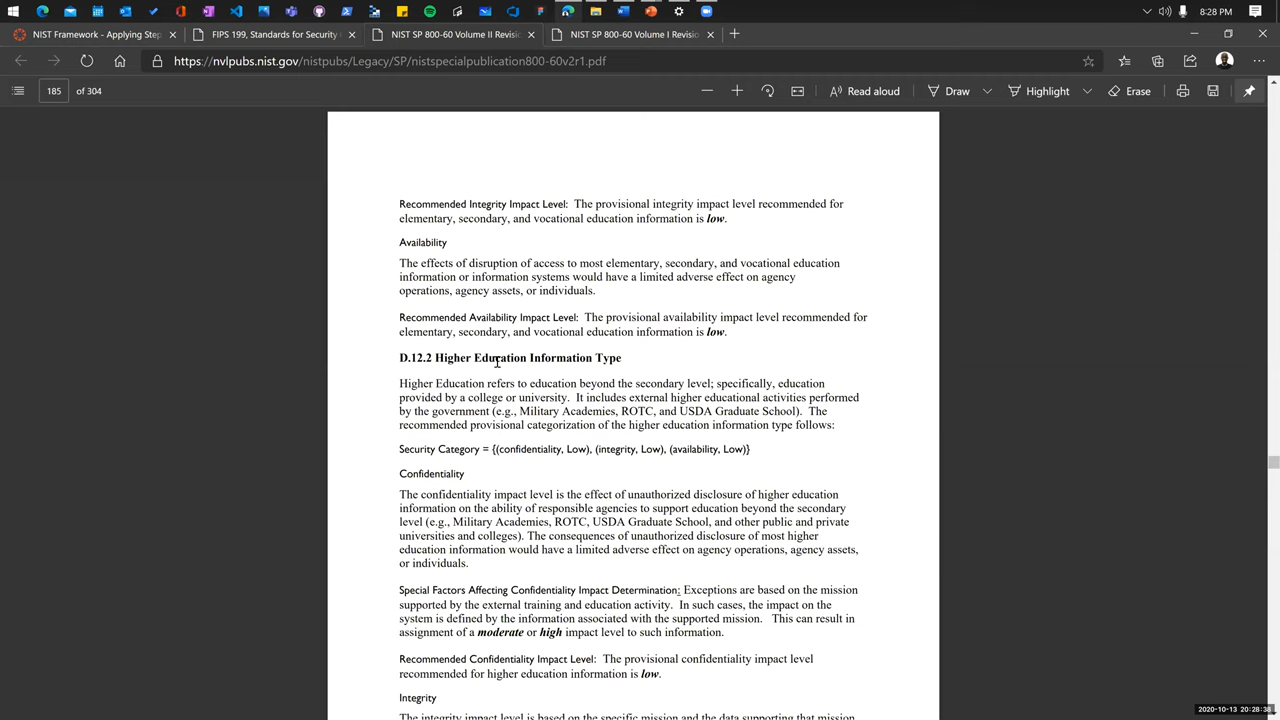 8:28 PM
NIST Framework - Applying Step
FIPS 199, Standards for Security
NIST SP 800-60 Volume II Revisio
NIST SP 800-60 Volume I Revisio
https://nvlpubs.nist.gov/nistpubs/Legacy/SP/nistspecialpublication800-60v2r1.pdf
185 of 304
Read aloud
Draw
Highlight
Erase
Recommended Integrity Impact Level: The provisional integrity impact level recommended for
elementary, secondary, and vocational education information is low.
Availability
The effects of disruption of access to most elementary, secondary, and vocational education
information or information systems would have a limited adverse effect on agency
operations, agency assets, or individuals.
Recommended Availability Impact Level: The provisional availability impact level recommended for
elementary, secondary, and vocational education information is low.
D.12.2 Higher Education Information Type
Higher Education refers to education beyond the secondary level; specifically, education
provided by a college or university. It includes external higher educational activities performed
by the government (e.g., Military Academies, ROTC, and USDA Graduate School). The
recommended provisional categorization of the higher education information type follows:
Security Category = {(confidentiality, Low), (integrity, Low), (availability, Low)}
Confidentiality
The confidentiality impact level is the effect of unauthorized disclosure of higher education
information on the ability of responsible agencies to support education beyond the secondary
level (e.g., Military Academies, ROTC, USDA Graduate School, and other public and private
universities and colleges). The consequences of unauthorized disclosure of most higher
education information would have a limited adverse effect on agency operations, agency assets,
or individuals.
Special Factors Affecting Confidentiality Impact Determination: Exceptions are based on the mission
supported by the external training and education activity. In such cases, the impact on the
system is defined by the information associated with the supported mission. This can result in
assignment of a moderate or high impact level to such information.
Recommended Confidentiality Impact Level: The provisional confidentiality impact level
recommended for higher education information is low.
Integrity
The integrity impact level is based on the specific mission and the data supporting that mission
2020-10-13 20:28:38